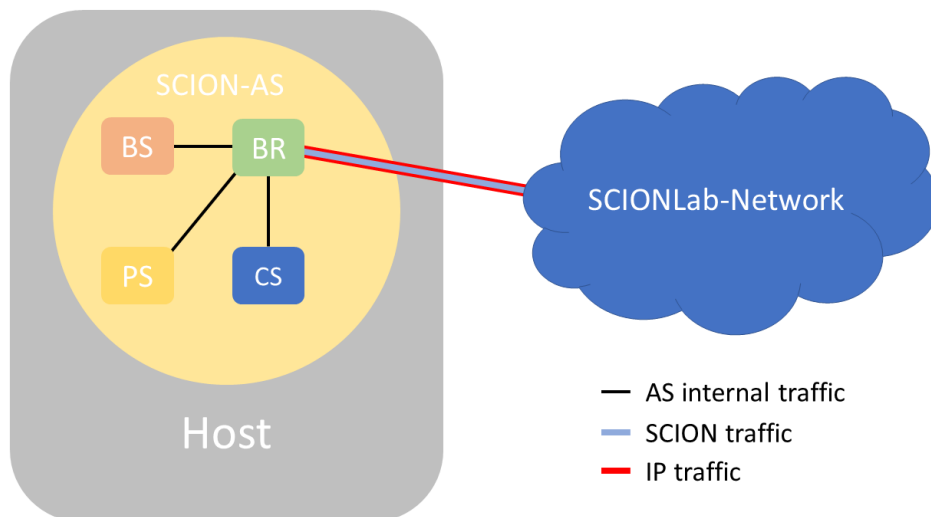 SCION-AS
BS
BR
PS
CS
Host
SCIONLab-Network
AS internal traffic
SCION traffic
IP traffic